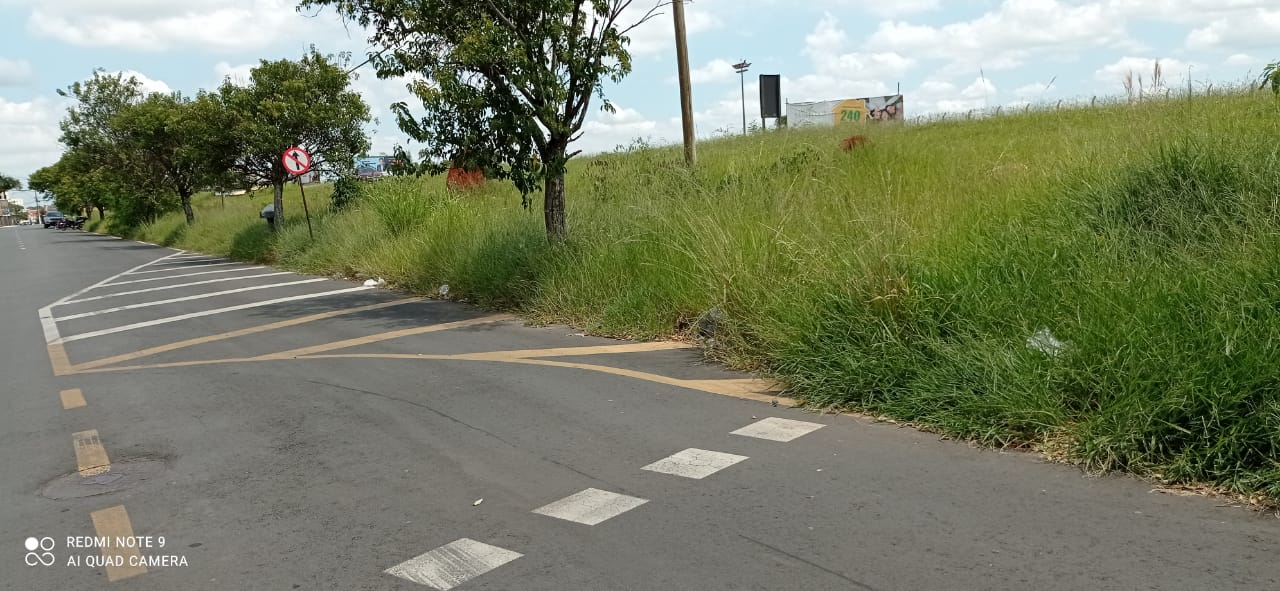 240
REDMI NOTE 9
AI QUAD CAMERA